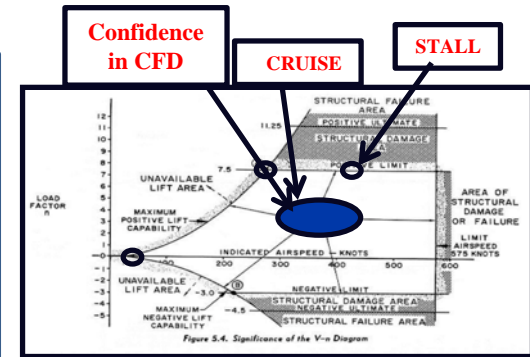 Confidence
in CFD
CRUISE
STALL
STRUCTURAL FAILURE
AREA
POSITIVE ULTIMATE
STRUCTURAL DAMAGE
LIMIT
12
11
10
9
8
7
6
5
4
3
2
1
0
-1
-2
-3
-4
-5
11.25
7.5
UNAVAILABLE
LIFT AREA
LOAD
FACTOR
n
MAXIMUM
POSITIVE LIFT
CAPABILITY
AREA OF
STRUCTURAL
DAMAGE
OR FAILURE
INDICATED AIRSPEED - KNOTS
100
200
300
400
500
600
LIMIT
AIRSPEED
575 KNOTS
UNAVAILABLE
LIFT AREA
-3.0
NEGATIVE LIMIT
STRUCTURAL DAMAGE AREA
-4.5
NEGATIVE ULTIMATE
STRUCTURAL FAILURE AREA
MAXIMUM
NEGATIVE LIFT
CAPABILITY
Figure 5.4. Significance of the V-n Diagram